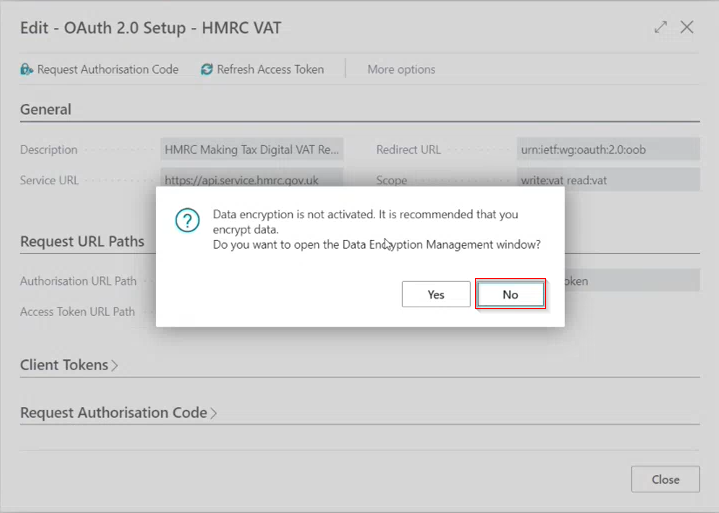 Edit - OAuth 2.0 Setup - HMRC VAT
Request Authorisation Code Refresh Access Token More options
General
Description HMRC Making Tax Digital VAT Re... Redirect URL urn:ietf:wg:oauth:2.0:oob
Service URL https://api.service.hmrc.gov.uk Scope write:vat read:vat
Data encryption is not activated. It is recommended that you
encrypt data.
Do you want to open the Data Encryption Management window?
Yes No
Request URL Paths
Authorisation URL Path
Access Token URL Path
Client Tokens
Request Authorisation Code
Close